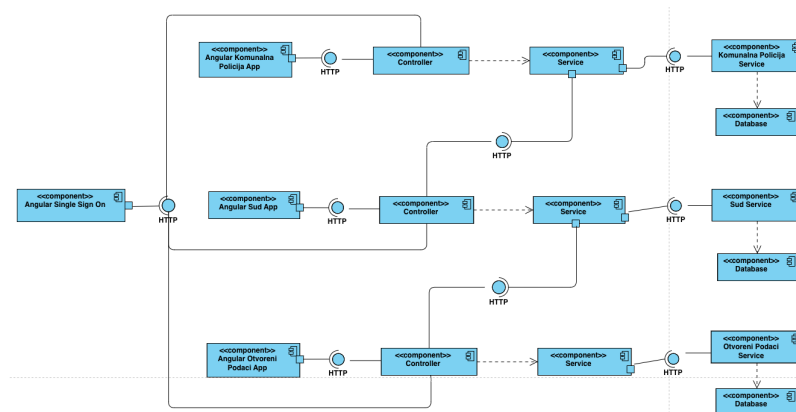 <<component>>
Angular Komunalna
Policija App
HTTP
<<component>>
Controller
<<component>>
Service
HTTP
<<component>>
Komunalna Policija
Service
<<component>>
Database
HTTP
<<component>>
Angular Single Sign On
HTTP
<<component>>
Angular Sud App
HTTP
<<component>>
Controller
<<component>>
Service
HTTP
<<component>>
Sud Service
<<component>>
Database
HTTP
<<component>>
Angular Otvoreni
Podaci App
HTTP
<<component>>
Controller
<<component>>
Service
HTTP
<<component>>
Otvoreni Podaci
Service
<<component>>
Database